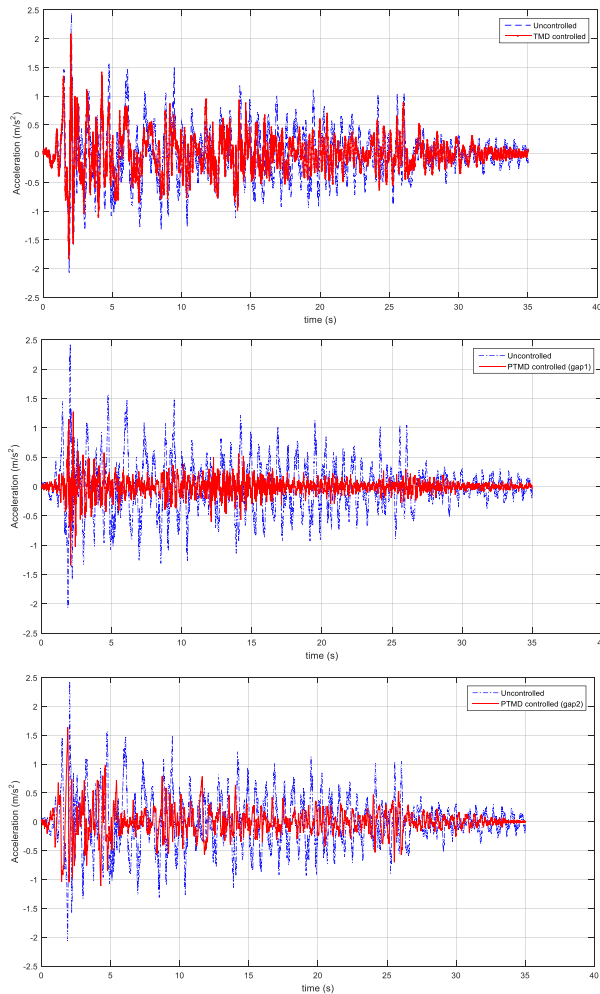 2.5
2
1.5
1
0.5
0
-0.5
-1
-1.5
-2
-2.5
Acceleration (m/s²)
Uncontrolled
TMD controlled
0 5 10 15 20 25 30 35 40
time (s)
2.5
2
1.5
1
0.5
0
-0.5
-1
-1.5
-2
-2.5
Acceleration (m/s²)
Uncontrolled
PTMD controlled (gap1)
0 5 10 15 20 25 30 35 40
time (s)
2.5
2
1.5
1
0.5
0
-0.5
-1
-1.5
-2
-2.5
Acceleration (m/s²)
Uncontrolled
PTMD controlled (gap2)
0 5 10 15 20 25 30 35 40
time (s)